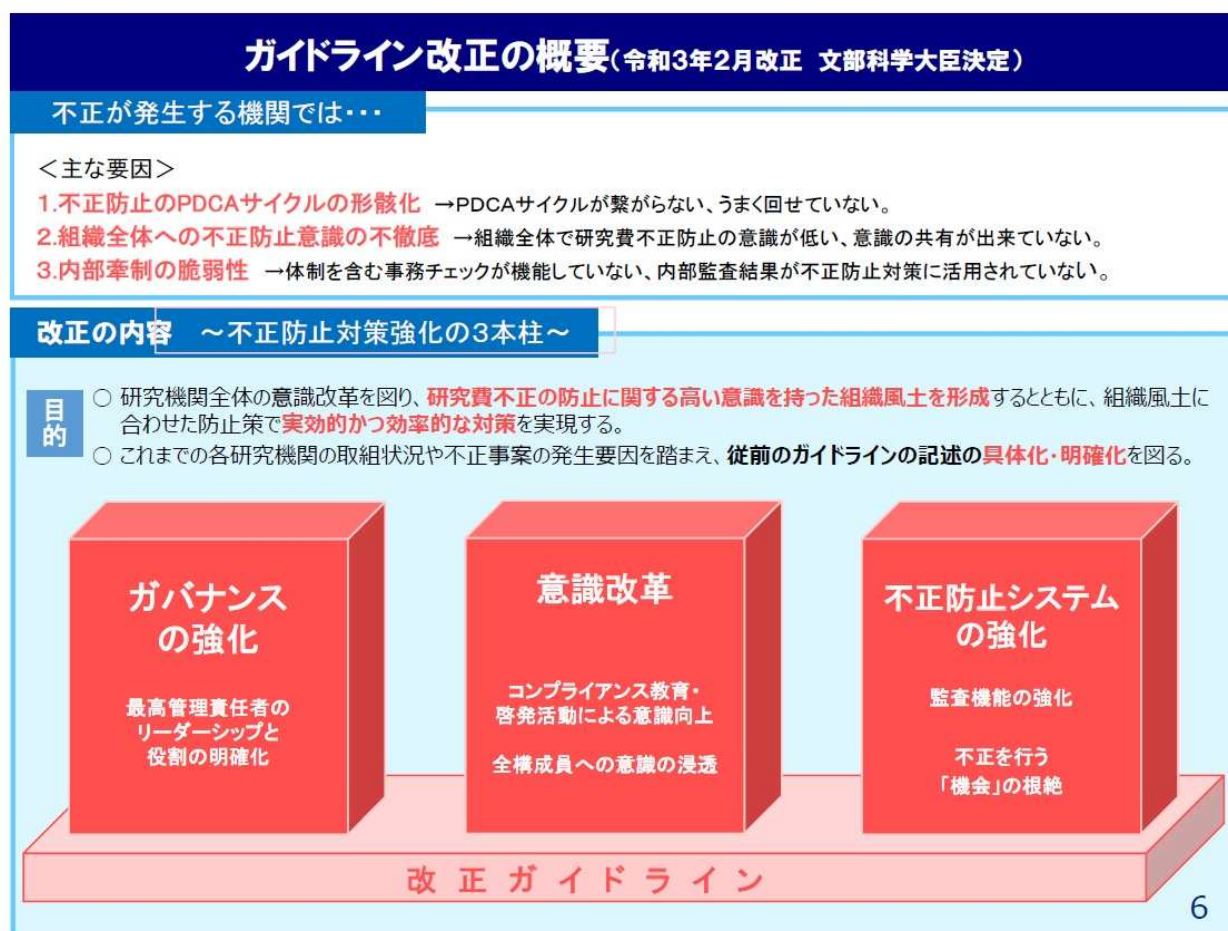 ガイドライン改正の概要(令和3年2月改正 文部科学大臣決定)
不正が発生する機関では・・・
＜主な要因＞
1.不正防止のPDCAサイクルの形骸化 →PDCAサイクルが繋がらない、うまく回せていない。
2.組織全体への不正防止意識の不徹底 →組織全体で研究費不正防止の意識が低い、意識の共有が出来ていない。
3.内部牽制の脆弱性 →体制を含む事務チェックが機能していない、内部監査結果が不正防止対策に活用されていない。
改正の内容 ～不正防止対策強化の3本柱～
目的
○ 研究機関全体の意識改革を図り、研究費不正の防止に関する高い意識を持った組織風土を形成するとともに、組織風土に
合わせた防止策で実効的かつ効率的な対策を実現する。
○ これまでの各研究機関の取組状況や不正事案の発生要因を踏まえ、従前のガイドラインの記述の具体化・明確化を図る。
ガバナンス
の強化
最高管理責任者の
リーダーシップと
役割の明確化
意識改革
コンプライアンス教育・
啓発活動による意識向上
全構成員への意識の浸透
不正防止システム
の強化
監査機能の強化
不正を行う
「機会」の根絶
改正ガイドライン
6